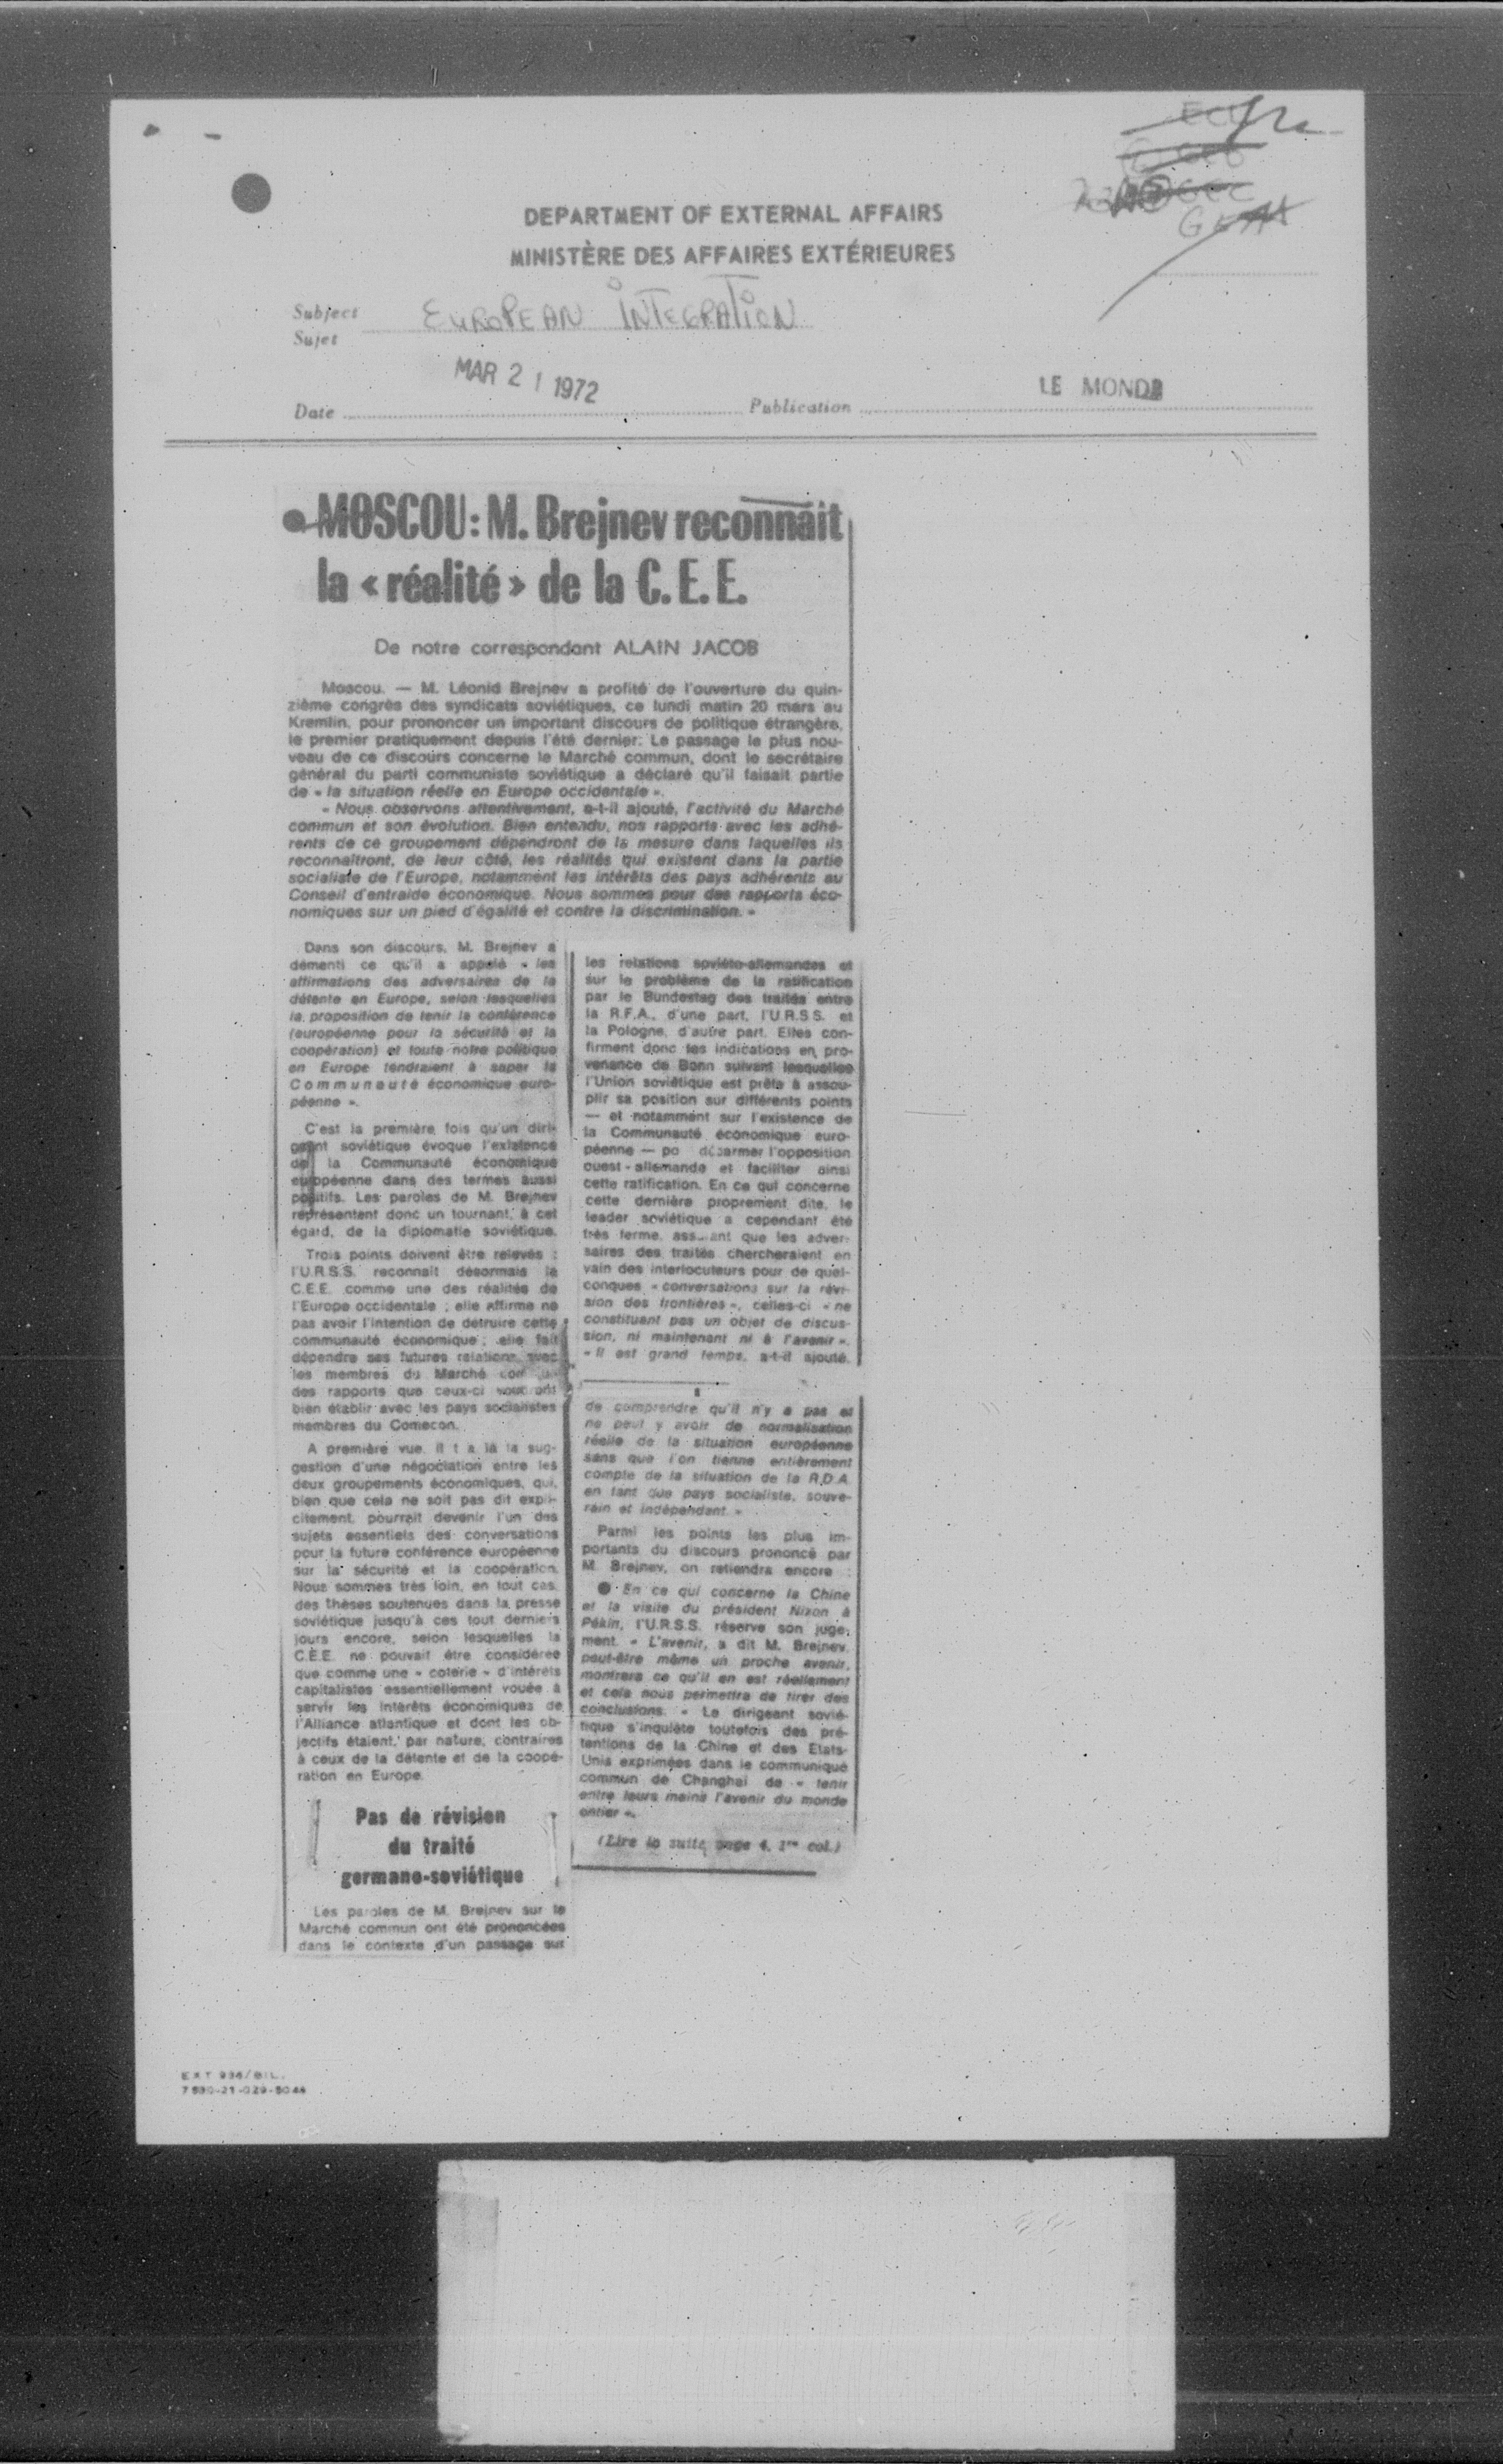 DEPARTMENT OF EXTERNAL AFFAIRS
MINISTÈRE DES AFFAIRES EXTÉRIEURES
Subject
Sujet
EUROPEAN INTEGRATION
MAR 21 1972
LE MONDE
Date
Publication
MOSCOU: M. Brejnev reconnaît
la « réalité » de la C.E.E.
De notre correspondant ALAIN JACOB
Moscou. — M. Léonid Brejnev a profité de l'ouverture du quin-
zième congrès des syndicats soviétiques, ce lundi matin 20 mars au
Kremlin, pour prononcer un important discours de politique étrangère,
le premier pratiquement depuis l'été dernier. Le passage le plus nou-
veau de ce discours concerne le Marché commun, dont le secrétaire
général du parti communiste soviétique a déclaré qu'il faisait partie
de « la situation réelle en Europe occidentale ».
« Nous observons attentivement, a-t-il ajouté, l'activité du Marché
commun et son évolution. Bien entendu, nos rapports avec les adhé-
rents de ce groupement dépendront de la mesure dans laquelles ils
reconnaîtront, de leur côté, les réalités qui existent dans la partie
socialiste de l'Europe, notamment les intérêts des pays adhérents au
Conseil d'entraide économique. Nous sommes pour des rapports éco-
nomiques sur un pied d'égalité et contre la discrimination. »
Dans son discours, M. Brejnev a
démenti ce qu'il a appelé « les
affirmations des adversaires de la
détente en Europe, selon lesquelles
la proposition de tenir la conférence
(européenne pour la sécurité et la
coopération) et toute notre politique
en Europe tendraient à saper la
Communauté économique euro-
péenne ».
C'est la première fois qu'un diri-
geant soviétique évoque l'existence
de la Communauté économique
européenne dans des termes aussi
positifs. Les paroles de M. Brejnev
représentent donc un tournant, à cet
égard, de la diplomatie soviétique.
Trois points doivent être relevés :
l'U.R.S.S. reconnaît désormais la
C.E.E. comme une des réalités de
l'Europe occidentale ; elle affirme ne
pas avoir l'intention de détruire cette
communauté économique ; elle fait
dépendre ses futures relations avec
les membres du Marché commun
des rapports que ceux-ci voudront
bien établir avec les pays socialistes
membres du Comecon.
A première vue, il t a là la sug-
gestion d'une négociation entre les
deux groupements économiques, qui,
bien que cela ne soit pas dit expli-
citement, pourrait devenir l'un des
sujets essentiels des conversations
pour la future conférence européenne
sur la sécurité et la coopération.
Nous sommes très loin, en tout cas,
des thèses soutenues dans la presse
soviétique jusqu'à ces tout derniers
jours encore, selon lesquelles la
C.E.E. ne pouvait être considérée
que comme une « coterie » d'intérêts
capitalistes essentiellement vouée à
servir les intérêts économiques de
l'Alliance atlantique et dont les ob-
jectifs étaient, par nature, contraires
à ceux de la détente et de la coopé-
ration en Europe.
Pas de révision
du traité
germano-soviétique
Les paroles de M. Brejnev sur le
Marché commun ont été prononcées
dans le contexte d'un passage sur
les relations soviéto-allemandes et
sur le problème de la ratification
par le Bundestag des traités entre
la R.F.A., d'une part, l'U.R.S.S. et
la Pologne, d'autre part. Elles con-
firment donc les indications en pro-
venance de Bonn suivant lesquelles
l'Union soviétique est prête à assou-
plir sa position sur différents points
— et notamment sur l'existence de
la Communauté économique euro-
péenne — po désarmer l'opposition
ouest-allemande et faciliter ainsi
cette ratification. En ce qui concerne
cette dernière proprement dite, le
leader soviétique a cependant été
très ferme, ass ant que les adver-
saires des traités chercheraient en
vain des interlocuteurs pour de quel-
conques « conversations sur la révi-
sion des frontières », celles-ci « ne
constituant pas un objet de discus-
sion, ni maintenant ni à l'avenir ».
« Il est grand temps, a-t-il ajouté,
de comprendre qu'il n'y a pas et
ne peut y avoir de normalisation
réelle de la situation européenne
sans que l'on tienne entièrement
compte de la situation de la R.D.A.
en tant que pays socialiste, souve-
rain et indépendant. »
Parmi les points les plus im-
portants du discours prononcé par
M. Brejnev, on retiendra encore :
● En ce qui concerne la Chine
et la visite du président Nixon à
Pékin, l'U.R.S.S. réserve son juge-
ment. « L'avenir, a dit M. Brejnev,
peut-être même un proche avenir,
montrera ce qu'il en est réellement
et cela nous permettra de tirer des
conclusions. » Le dirigeant sovié-
tique s'inquiète toutefois des pré-
tentions de la Chine et des Etats-
Unis exprimées dans le communiqué
commun de Changhai de « tenir
entre leurs mains l'avenir du monde
entier ».
(Lire la suite page 4, 1re col.)
EXT 936/BIL.
7530-21-029-5044